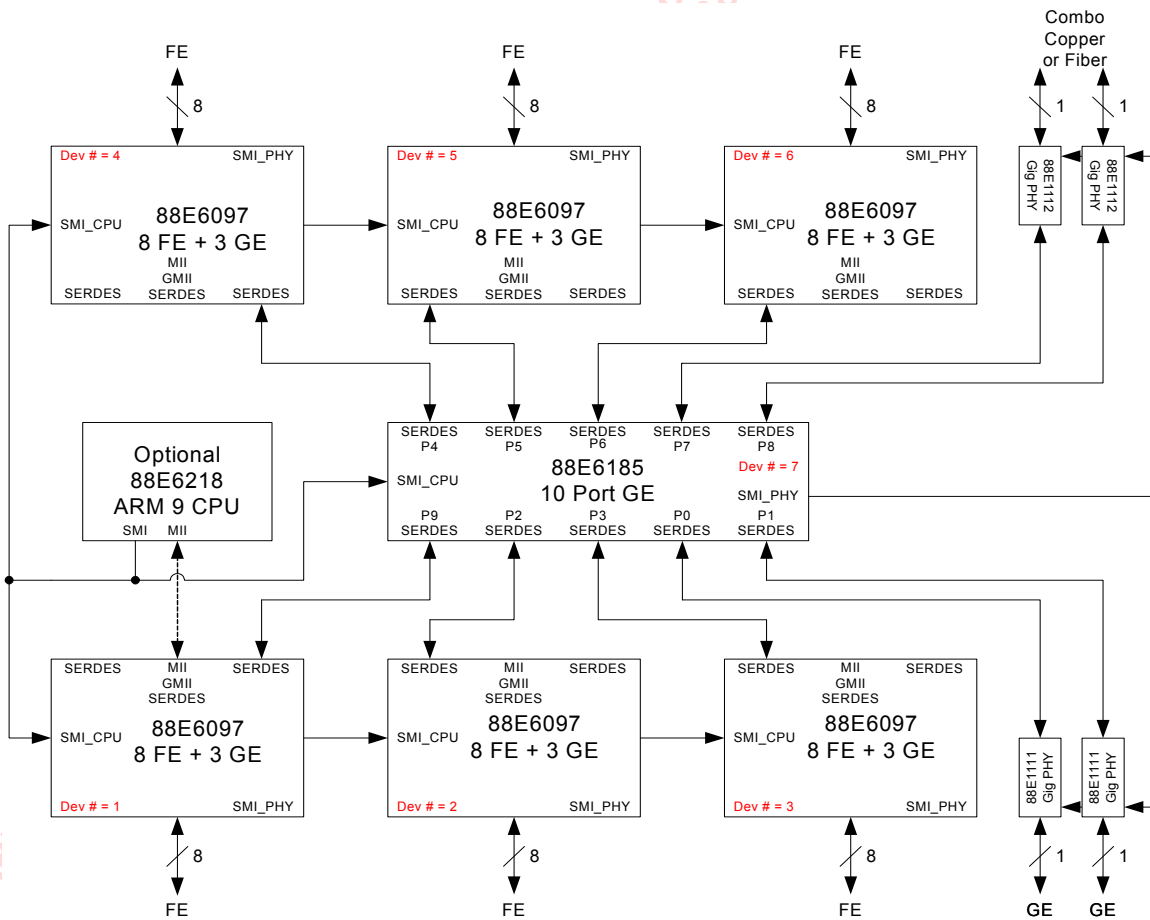 Combo
Copper
or Fiber
FE
FE
FE
8
8
8
1
1
Dev # = 4
SMI_PHY
88E6097
8 FE + 3 GE
SMI_CPU
MII
GMII
SERDES
SERDES
SERDES
Dev # = 5
SMI_PHY
88E6097
8 FE + 3 GE
SMI_CPU
MII
GMII
SERDES
SERDES
SERDES
Dev # = 6
SMI_PHY
88E6097
8 FE + 3 GE
SMI_CPU
MII
GMII
SERDES
SERDES
SERDES
88E1112
Gig PHY
88E1112
Gig PHY
Optional
88E6218
ARM 9 CPU
SMI
MII
SERDES
P4
SERDES
P5
SERDES
P6
SERDES
P7
SERDES
P8
88E6185
10 Port GE
Dev # = 7
SMI_CPU
SMI_PHY
P9
SERDES
P2
SERDES
P3
SERDES
P0
SERDES
P1
SERDES
SERDES
MII
GMII
SERDES
SERDES
SMI_CPU
88E6097
8 FE + 3 GE
Dev # = 1
SMI_PHY
SERDES
MII
GMII
SERDES
SERDES
SMI_CPU
88E6097
8 FE + 3 GE
Dev # = 2
SMI_PHY
SERDES
MII
GMII
SERDES
SERDES
SMI_CPU
88E6097
8 FE + 3 GE
Dev # = 3
SMI_PHY
88E1111
Gig PHY
88E1111
Gig PHY
8
8
8
1
1
FE
FE
FE
GE
GE